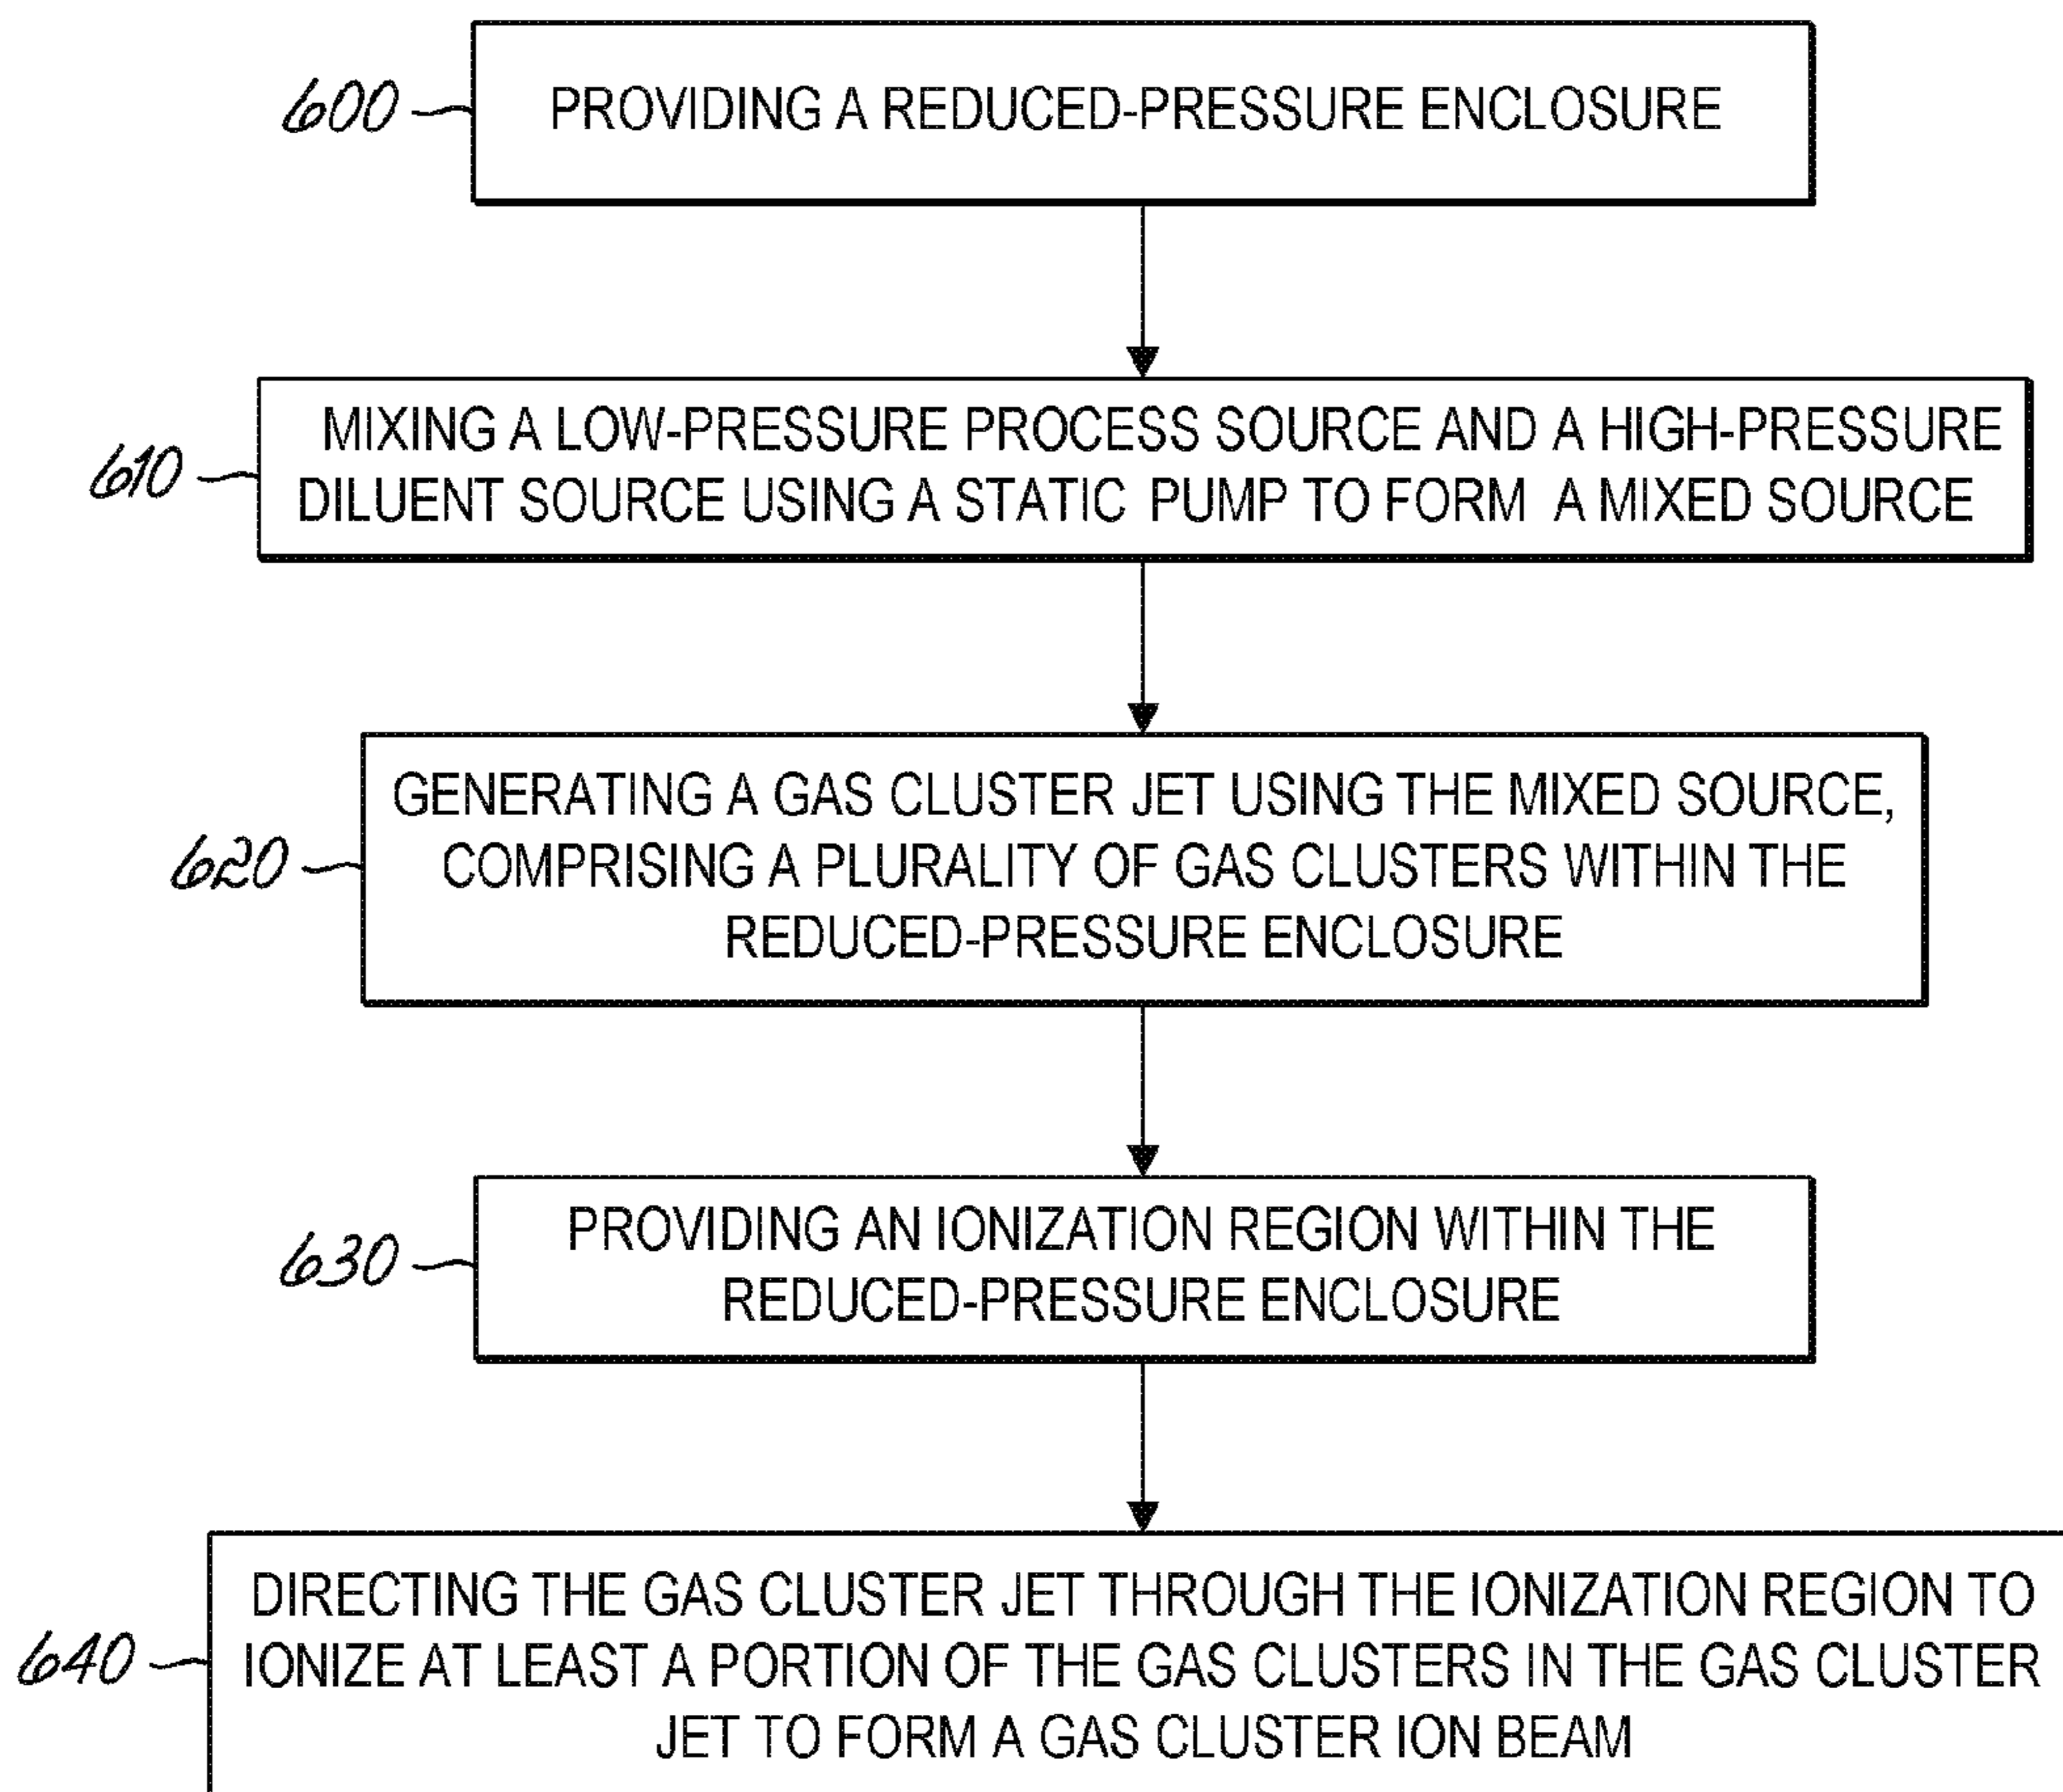 600
PROVIDING A REDUCED-PRESSURE ENCLOSURE
610
MIXING A LOW-PRESSURE PROCESS SOURCE AND A HIGH-PRESSURE
DILUENT SOURCE USING A STATIC PUMP TO FORM A MIXED SOURCE
620
GENERATING A GAS CLUSTER JET USING THE MIXED SOURCE,
COMPRISING A PLURALITY OF GAS CLUSTERS WITHIN THE
REDUCED-PRESSURE ENCLOSURE
630
PROVIDING AN IONIZATION REGION WITHIN THE
REDUCED-PRESSURE ENCLOSURE
640
DIRECTING THE GAS CLUSTER JET THROUGH THE IONIZATION REGION TO
IONIZE AT LEAST A PORTION OF THE GAS CLUSTERS IN THE GAS CLUSTER
JET TO FORM A GAS CLUSTER ION BEAM